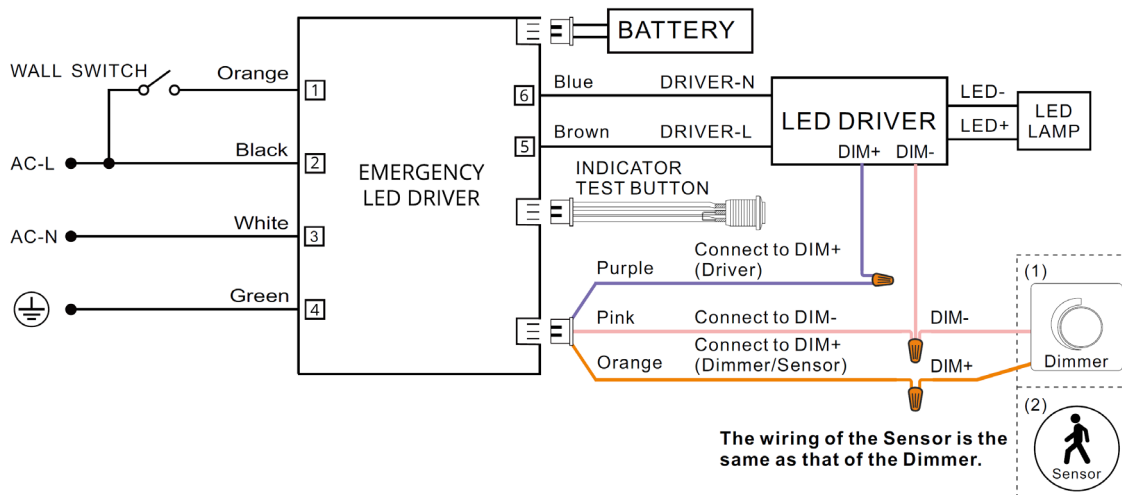 BATTERY
WALL SWITCH
Orange
1
6
Blue
DRIVER-N
LED-
LED
LAMP
LED DRIVER
LED+
AC-L
Black
2
5
Brown
DRIVER-L
DIM+
DIM-
EMERGENCY
LED DRIVER
INDICATOR
TEST BUTTON
AC-N
White
3
Connect to DIM+
(Driver)
Purple
(1)
Green
4
Pink
Connect to DIM-
DIM-
Orange
Connect to DIM+
(Dimmer/Sensor)
DIM+
Dimmer
(2)
The wiring of the Sensor is the
same as that of the Dimmer.
Sensor